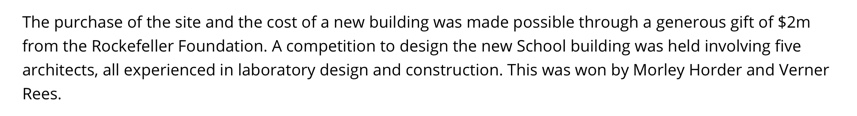 The purchase of the site and the cost of a new building was made possible through a generous gift of $2m
from the Rockefeller Foundation. A competition to design the new School building was held involving five
architects, all experienced in laboratory design and construction. This was won by Morley Horder and Verner
Rees.